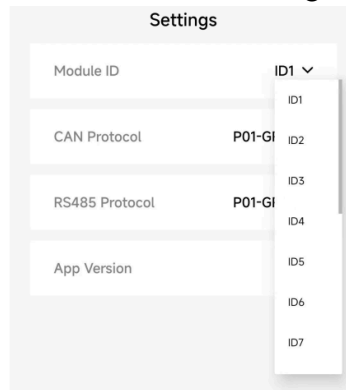 Settings
Module ID
ID1
ID1
CAN Protocol
ID2
ID3
RS485 Protocol
ID4
App Version
ID5
ID6
ID7